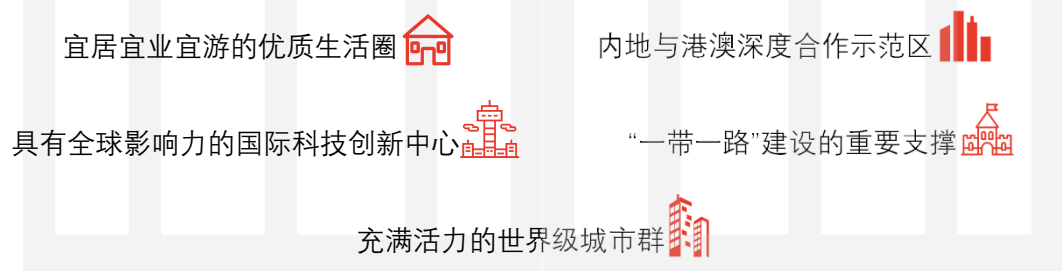 宜居宜业宜游的优质生活圈
内地与港澳深度合作示范区
具有全球影响力的国际科技创新中心
“一带一路”建设的重要支撑
充满活力的世界级城市群